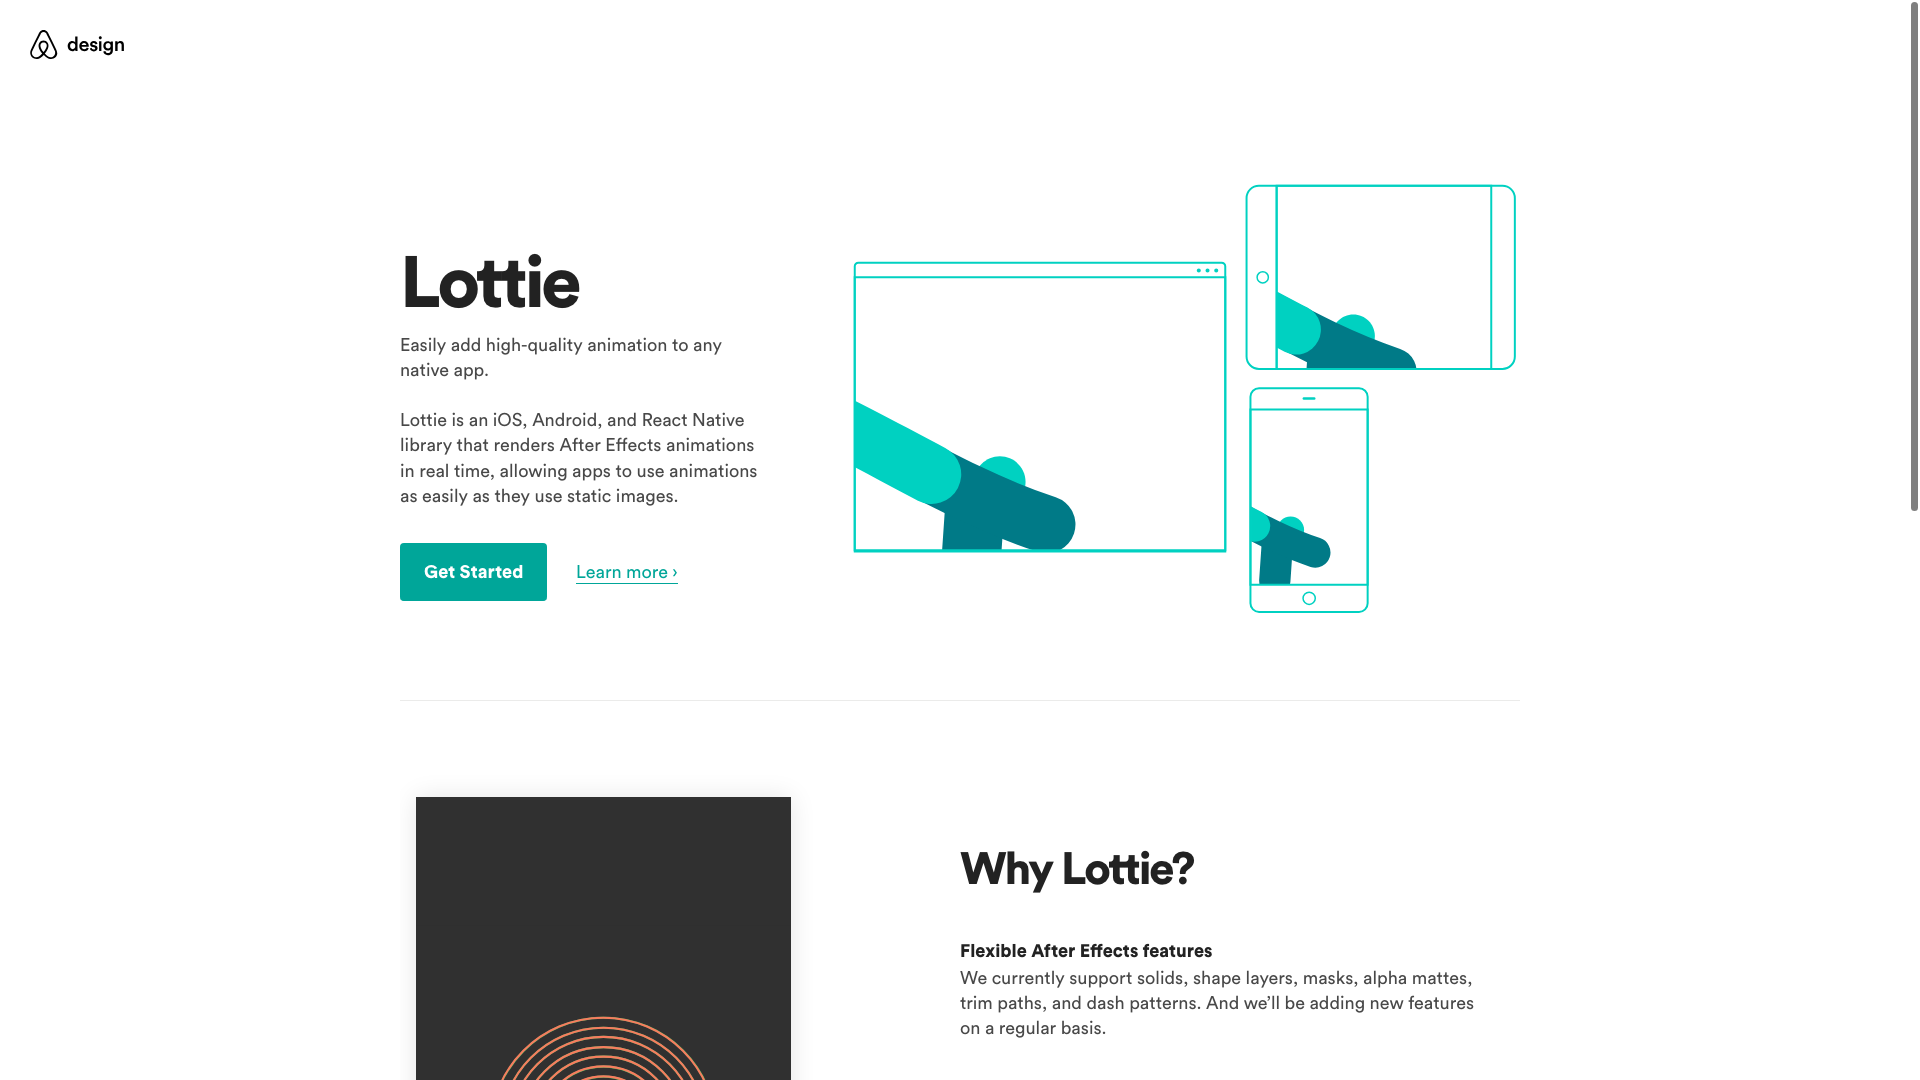 design
Lottie
Easily add high-quality animation to any
native app.
Lottie is an iOS, Android, and React Native
library that renders After Effects animations
in real time, allowing apps to use animations
as easily as they use static images.
Get Started
Learn more ›
Why Lottie?
Flexible After Effects features
We currently support solids, shape layers, masks, alpha mattes,
trim paths, and dash patterns. And we’ll be adding new features
on a regular basis.